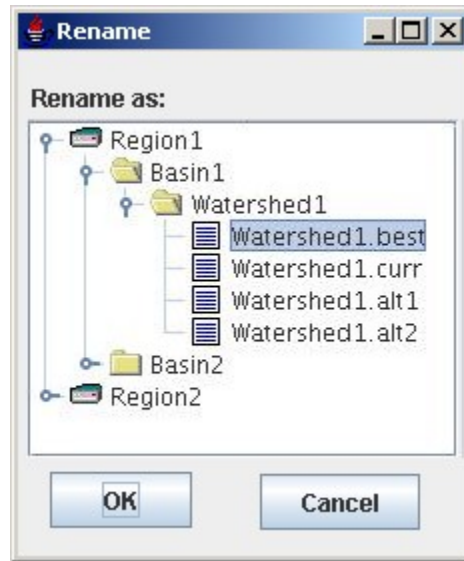 Rename
Rename as:
Region1
Basin1
Watershed1
Watershed1.best
Watershed1.curr
Watershed1.alt1
Watershed1.alt2
Basin2
Region2
OK Cancel